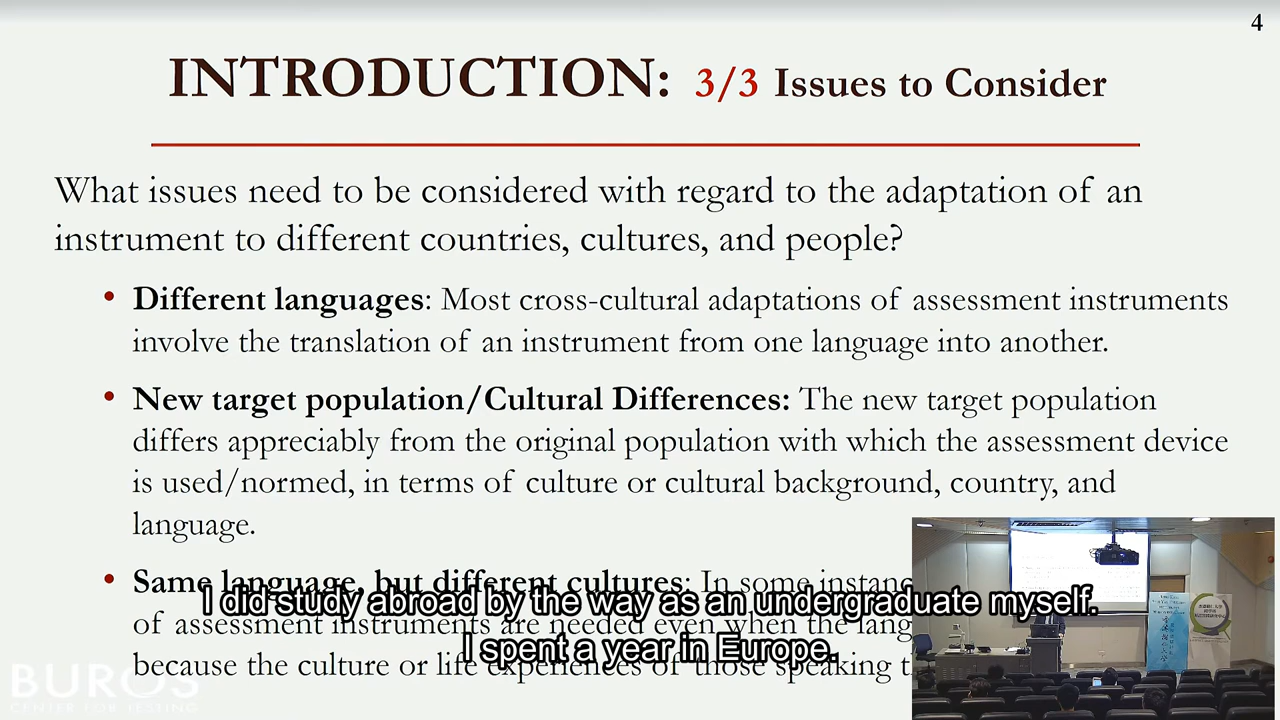 4
INTRODUCTION: 3/3 Issues to Consider
What issues need to be considered with regard to the adaptation of an
instrument to different countries, cultures, and people?
• Different languages: Most cross-cultural adaptations of assessment instruments
involve the translation of an instrument from one language into another.
• New target population/Cultural Differences: The new target population
differs appreciably from the original population with which the assessment device
is used/normed, in terms of culture or cultural background, country, and
language.
• Same language, but different cultures: In some
of assessment instruments are needed even when the
because the culture or life experiences of those speaking
I did study abroad by the way as an undergraduate myself.
I spent a year in Europe.
BUROS
CENTER FOR TESTING